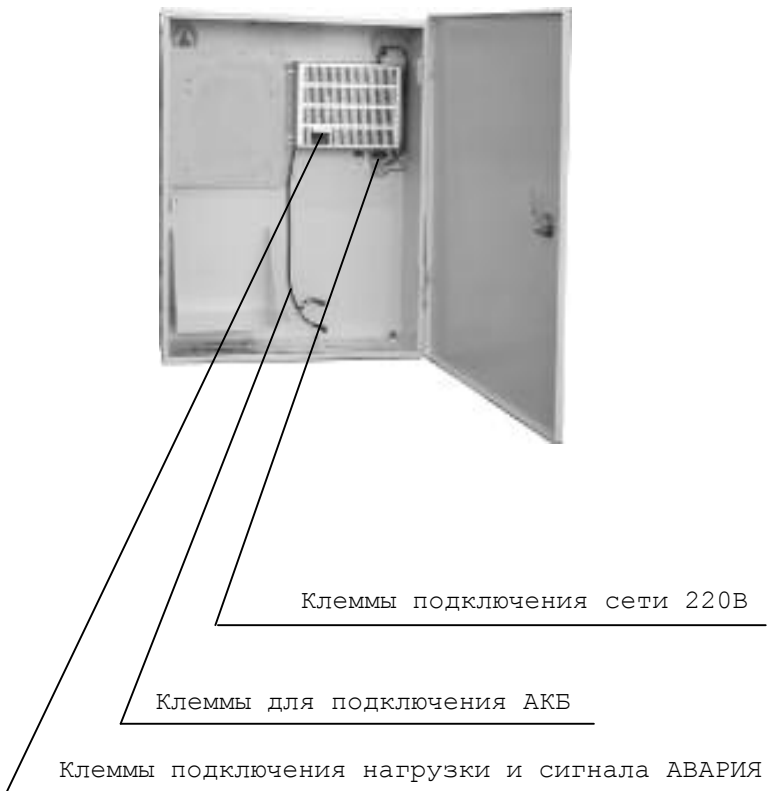 Клеммы подключения сети 220В
Клеммы для подключения АКБ
Клеммы подключения нагрузки и сигнала АВАРИЯ